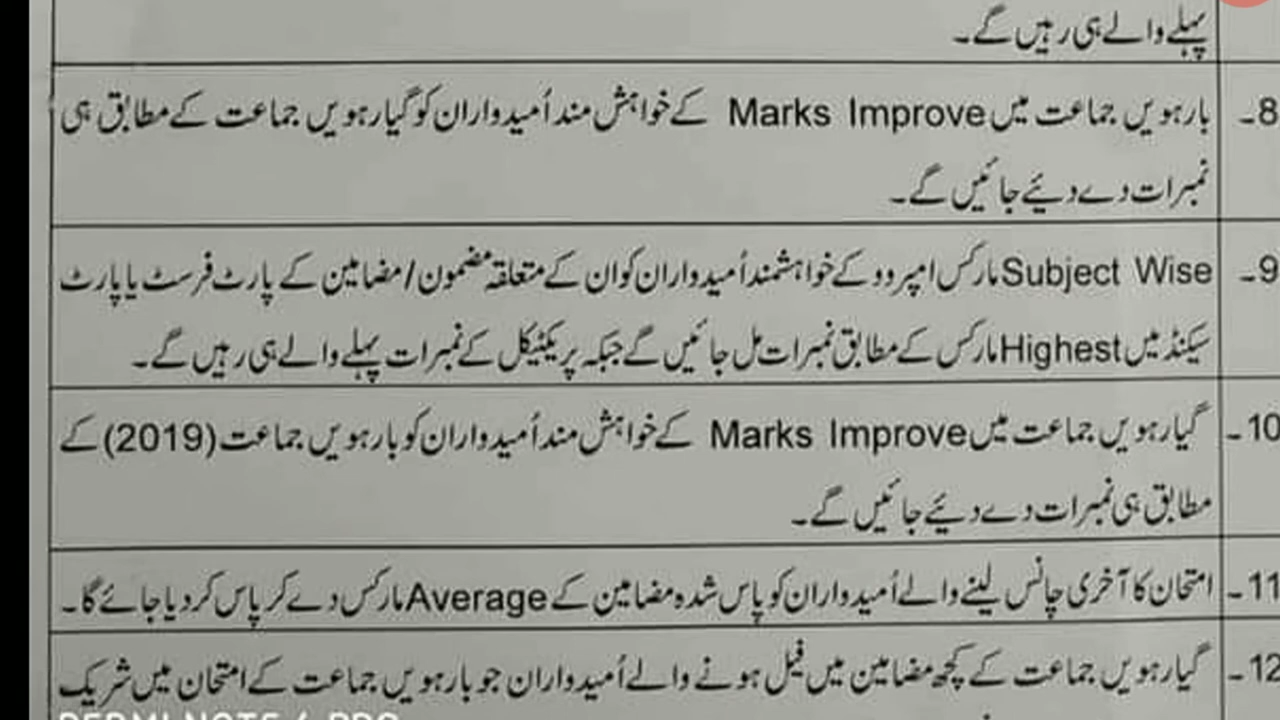 پہلے والے ہی رہیں گے۔
8۔ بارہویں جماعت میں Marks Improve کے خواہش مند اُمیدواران کو گیارہویں جماعت کے مطابق ہی
نمبرات دے دئیے جائیں گے۔
9۔ Subject Wise مارکس امپروو کے خواہشمند اُمیدواران کو ان کے متعلقہ مضمون/مضامین کے پارٹ فرسٹ یا پارٹ
سیکنڈ میں Highest مارکس کے مطابق نمبرات مل جائیں گے جبکہ پریکٹیکل کے نمبرات پہلے والے ہی رہیں گے۔
10۔ گیارہویں جماعت میں Marks Improve کے خواہش مند اُمیدواران کو بارہویں جماعت (2019) کے
مطابق ہی نمبرات دے دئیے جائیں گے۔
11۔ امتحان کا آخری چانس لینے والے اُمیدواران کو پاس شدہ مضامین کے Average مارکس دے کر پاس کر دیا جائے گا۔
12۔ گیارہویں جماعت کے کچھ مضامین میں فیل ہونے والے اُمیدواران جو بارہویں جماعت کے امتحان میں شریک